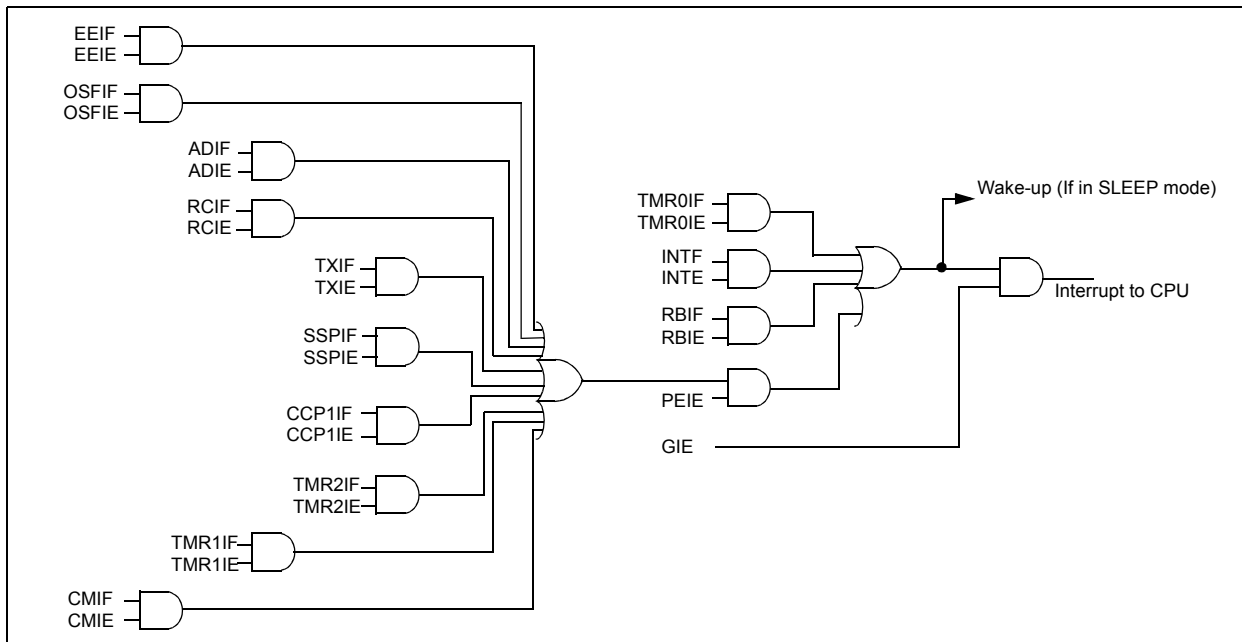 EEIF
EEIE
OSFIF
OSFIE
ADIF
ADIE
RCIF
RCIE
TXIF
TXIE
SSPIF
SSPIE
CCP1IF
CCP1IE
TMR2IF
TMR2IE
TMR1IF
TMR1IE
CMIF
CMIE
TMR0IF
TMR0IE
INTF
INTE
RBIF
RBIE
PEIE
GIE
Wake-up (If in SLEEP mode)
Interrupt to CPU